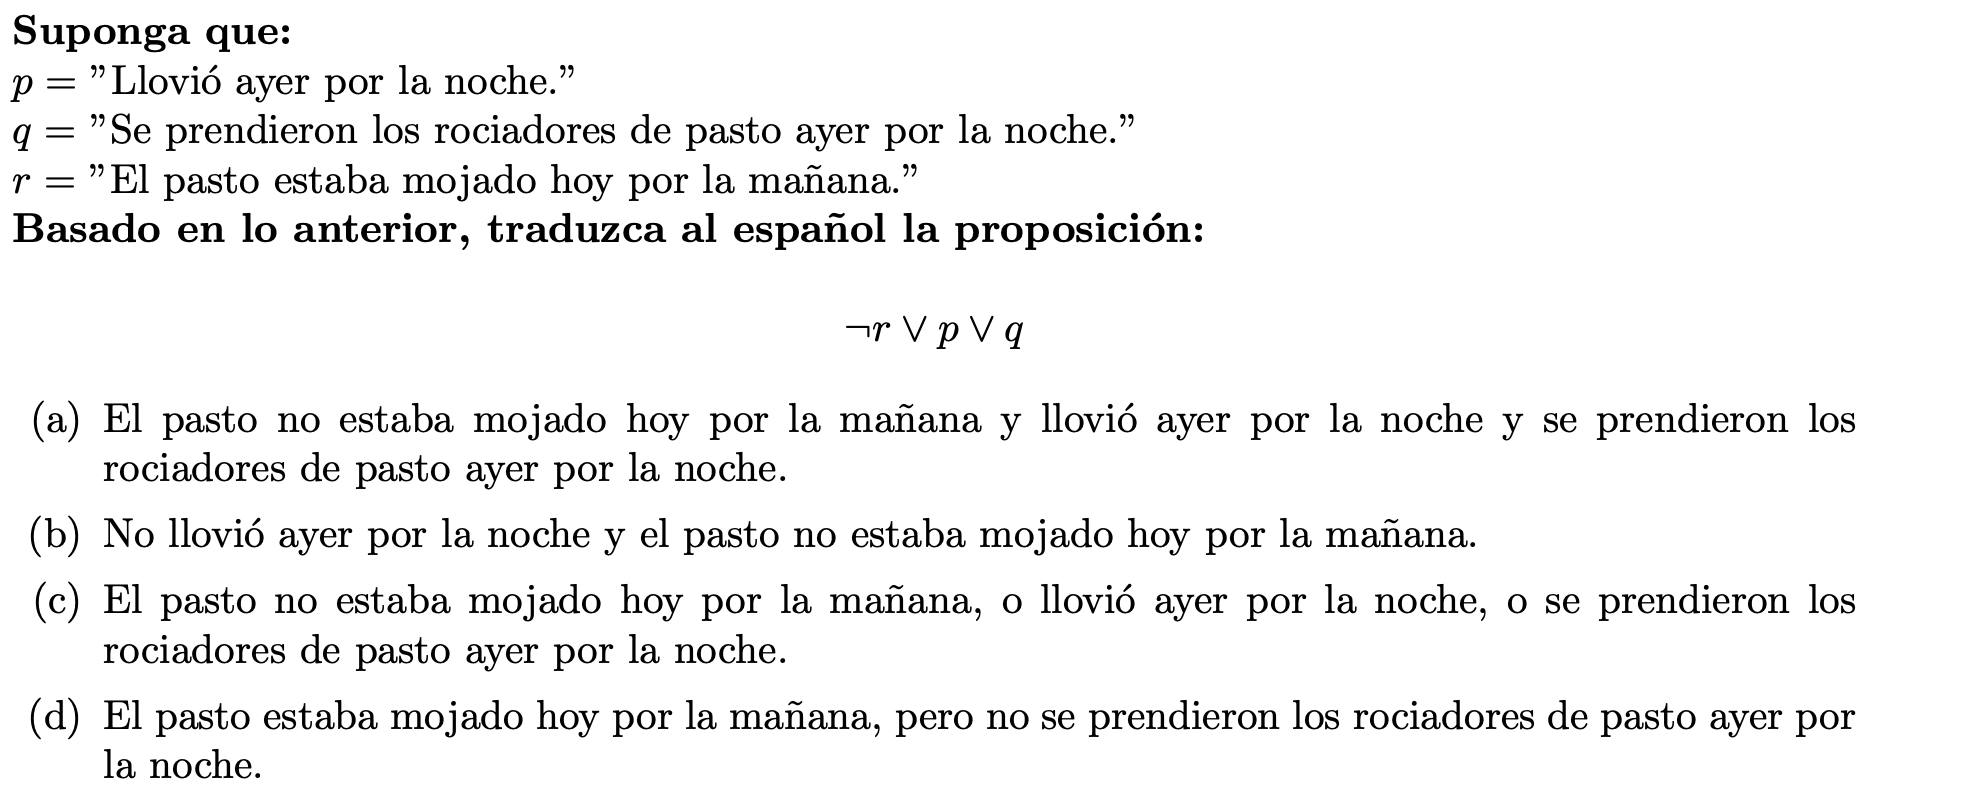 Suponga que:
p = ”Llovió ayer por la noche.”
q = ”Se prendieron los rociadores de pasto ayer por la noche.”
r = ”El pasto estaba mojado hoy por la mañana.”
Basado en lo anterior, traduzca al español la proposición:
¬r ∨ p ∨ q
(a) El pasto no estaba mojado hoy por la mañana y llovió ayer por la noche y se prendieron los
rociadores de pasto ayer por la noche.
(b) No llovió ayer por la noche y el pasto no estaba mojado hoy por la mañana.
(c) El pasto no estaba mojado hoy por la mañana, o llovió ayer por la noche, o se prendieron los
rociadores de pasto ayer por la noche.
(d) El pasto estaba mojado hoy por la mañana, pero no se prendieron los rociadores de pasto ayer por
la noche.